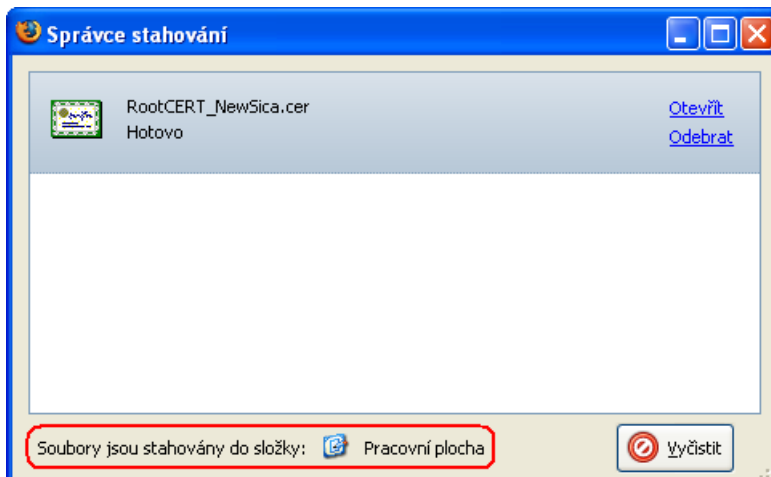 Správce stahování
RootCERT_NewSica.cer
Otevřít
Hotovo
Odebrat
Soubory jsou stahovány do složky: Pracovní plocha
Vyčistit